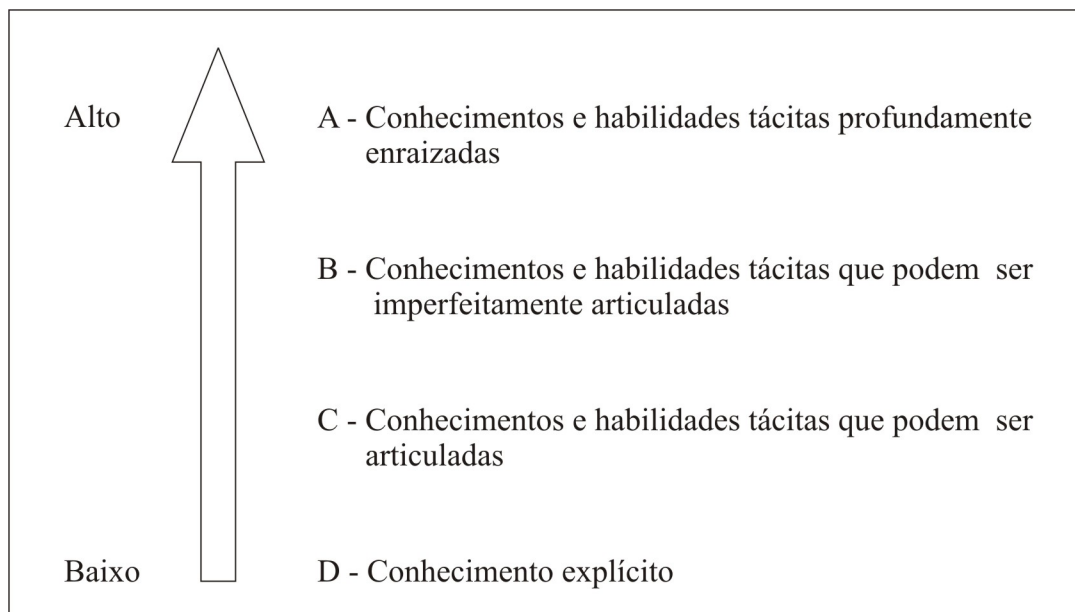 Alto
A - Conhecimentos e habilidades tácitas profundamente
enraizadas
B - Conhecimentos e habilidades tácitas que podem ser
imperfeitamente articuladas
C - Conhecimentos e habilidades tácitas que podem ser
articuladas
Baixo
D - Conhecimento explícito